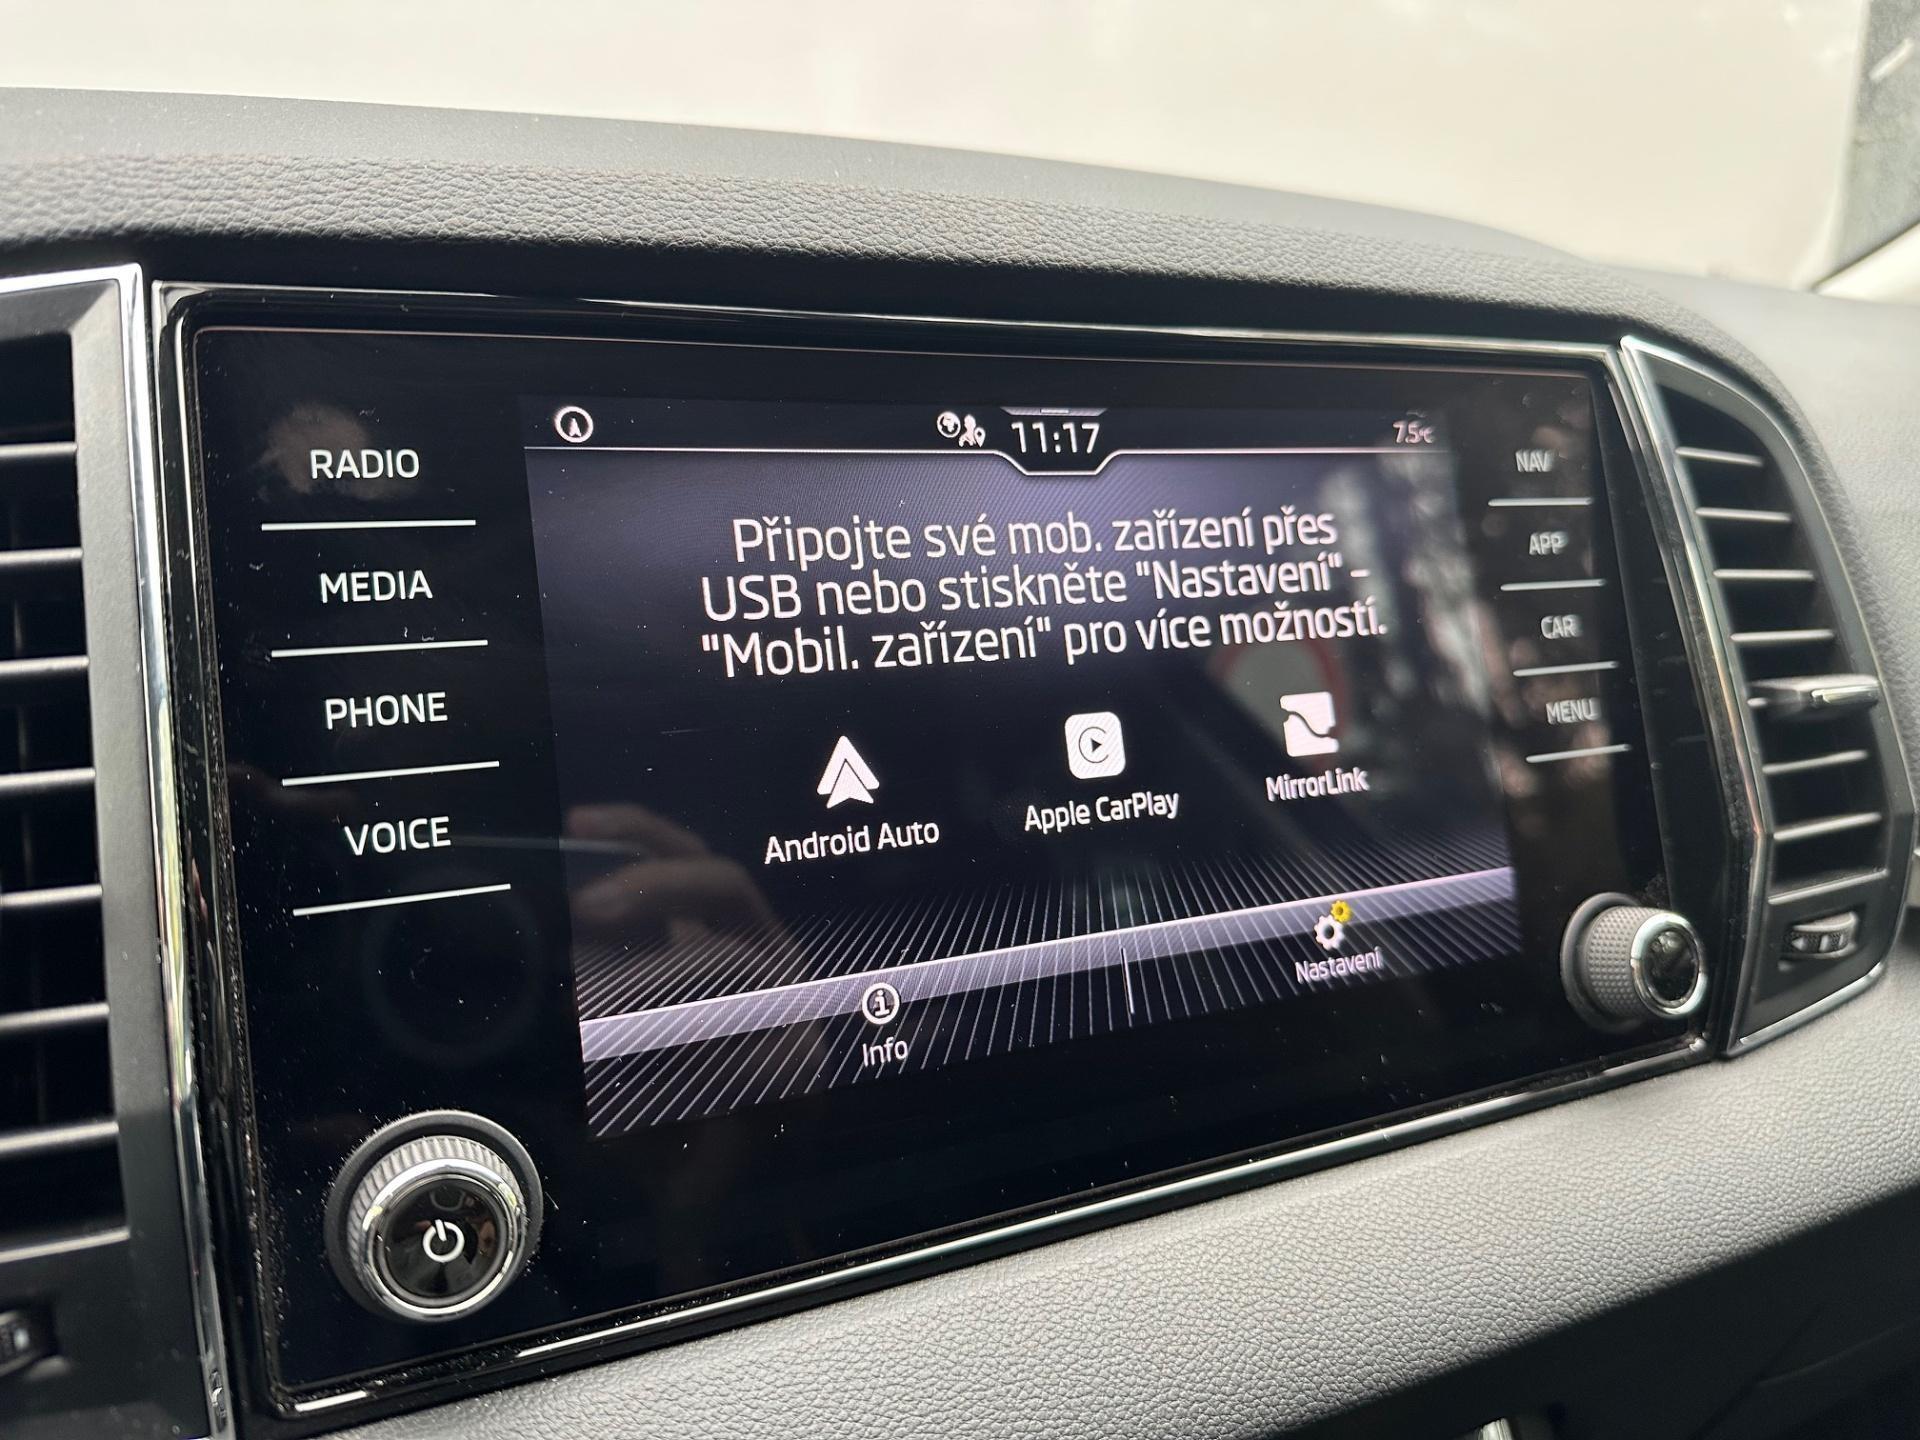 11:17
7.5°C
RADIO
MEDIA
PHONE
VOICE
Připojte své mob. zařízení přes
USB nebo stiskněte "Nastavení" -
"Mobil. zařízení" pro více možností.
Android Auto
Apple CarPlay
MirrorLink
Info
Nastavení
NAV
APP
CAR
MENU